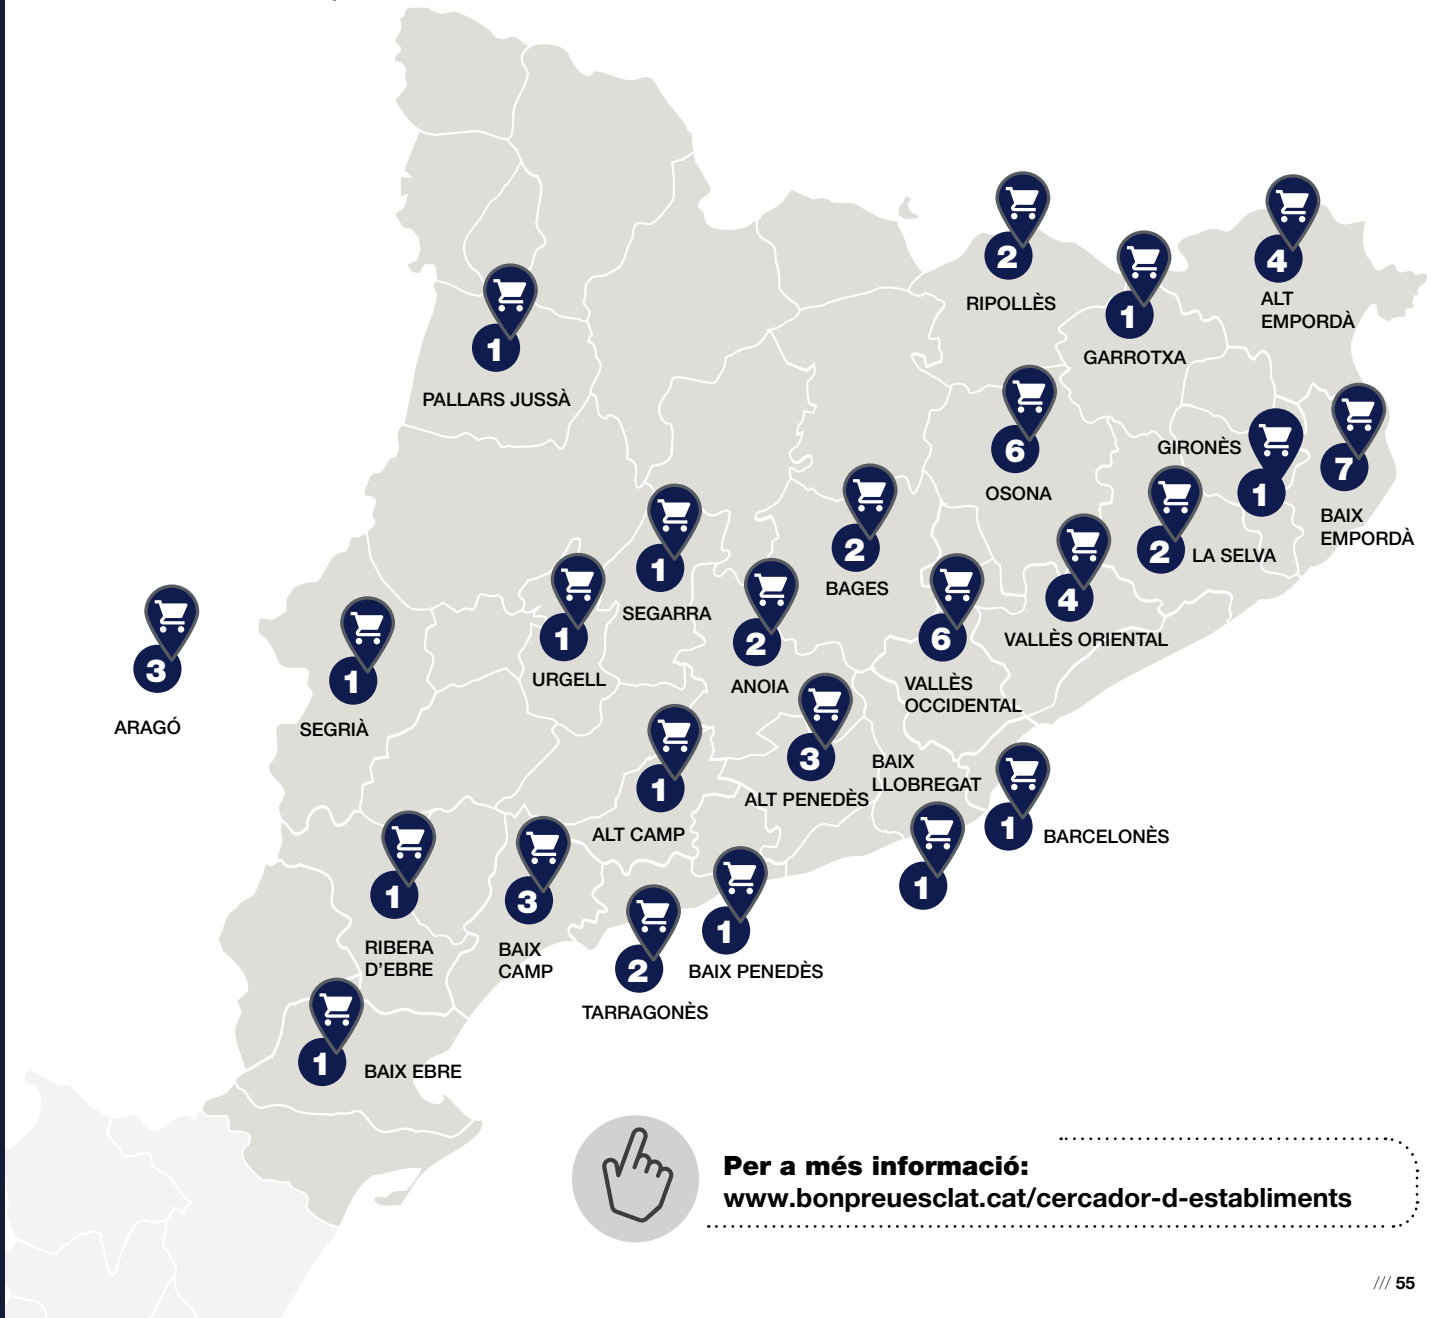 2
RIPOLLÈS
4
ALT
EMPORDÀ
1
GARROTXA
1
PALLARS JUSSÀ
6
OSONA
GIRONÈS
1
7
BAIX
EMPORDÀ
2
LA SELVA
2
BAGES
1
SEGARRA
4
VALLÈS ORIENTAL
1
URGELL
2
ANOIA
6
VALLÈS
OCCIDENTAL
3
ARAGÓ
1
SEGRIÀ
3
ALT PENEDÈS
1
ALT CAMP
BAIX
LLOBREGAT
1
1
BARCELONÈS
1
RIBERA
D'EBRE
3
BAIX
CAMP
2
TARRAGONÈS
1
BAIX PENEDÈS
1
BAIX EBRE
Per a més informació:
www.bonpreuesclat.cat/cercador-d-establiments
/// 55